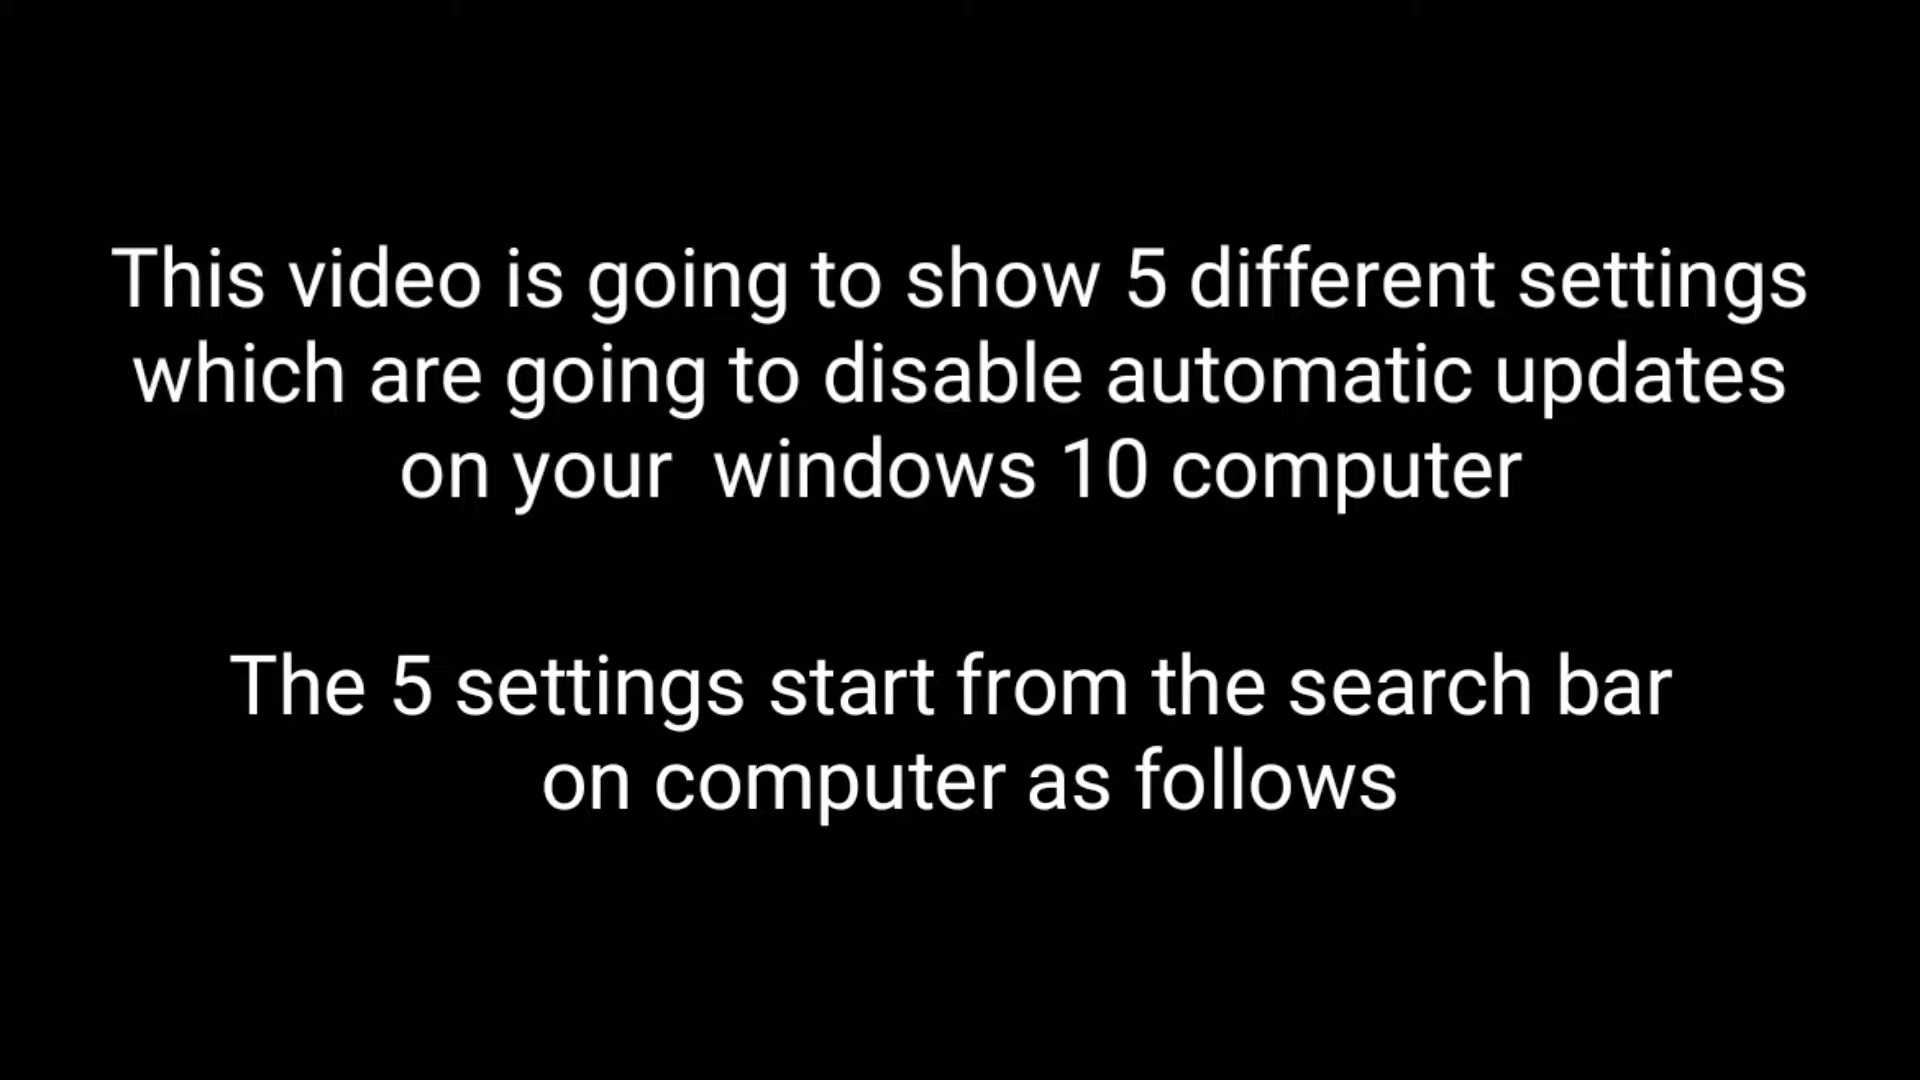 This video is going to show 5 different settings
which are going to disable automatic updates
on your  windows 10 computer
The 5 settings start from the search bar
on computer as follows